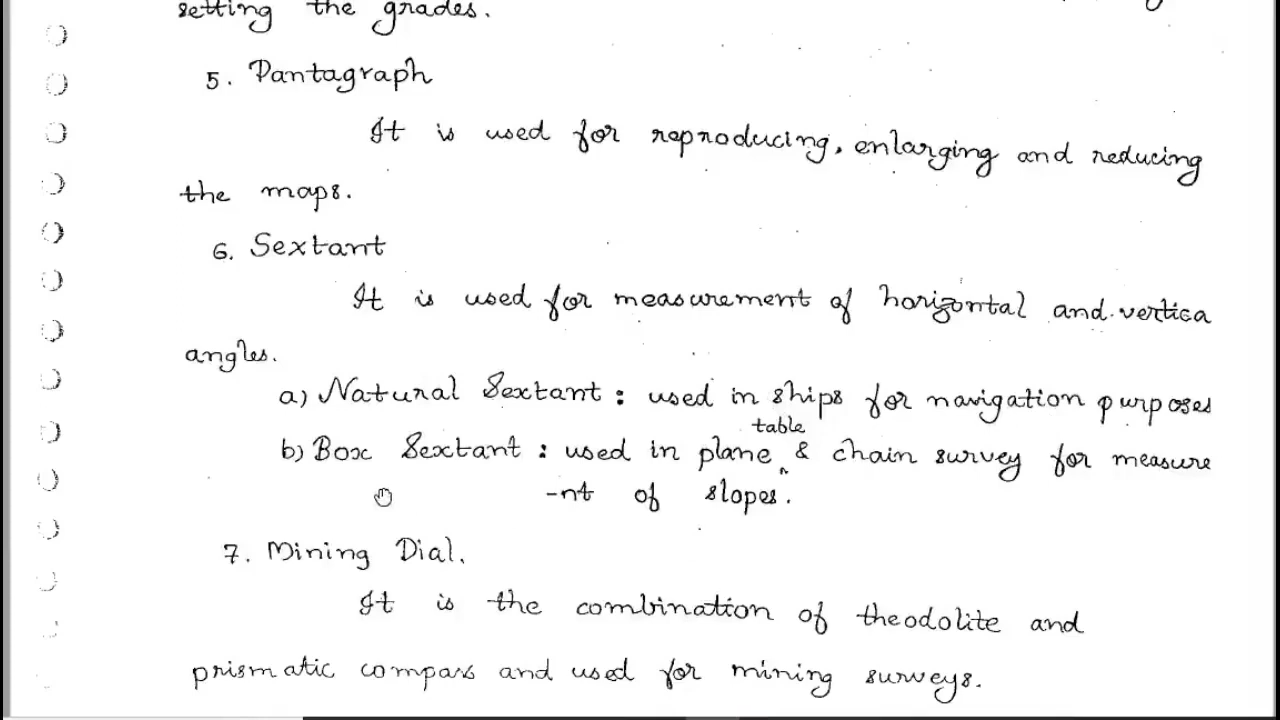 setting the grades.
5. Pantagraph
It is used for reproducing, enlarging and reducing
the maps.
6. Sextant
It is used for measurement of horizontal and vertica
angles.
a) Natural Sextant : used in ships for navigation purposes
table
b) Box Sextant : used in plane & chain survey for measure
-nt of slopes.
7. Mining Dial.
It is the combination of theodolite and
prismatic compass and used for mining surveys.